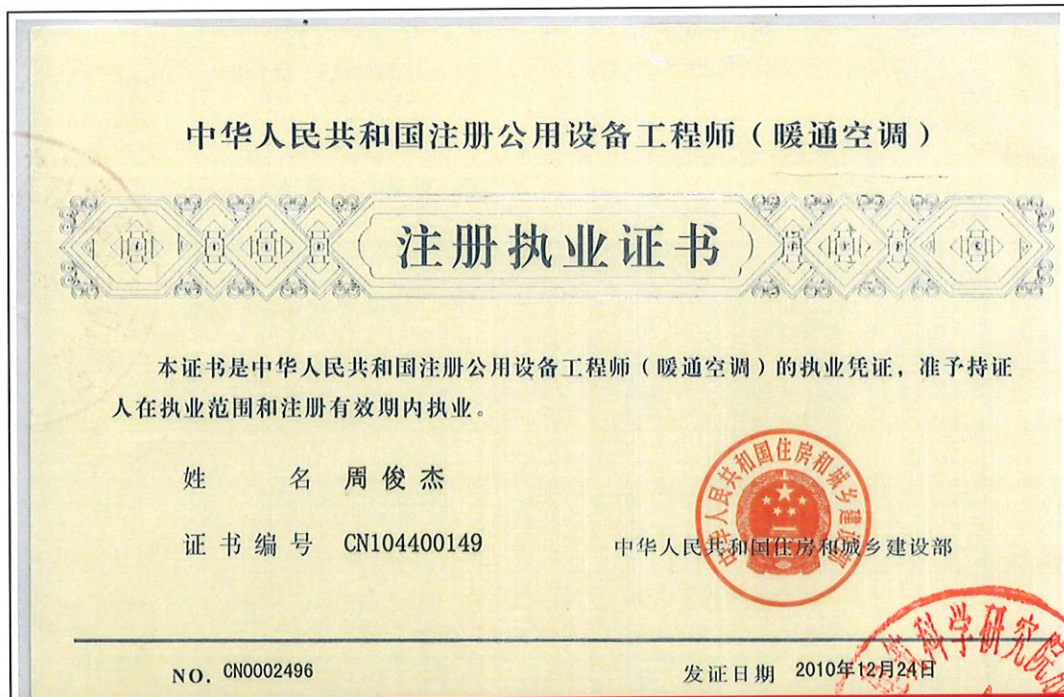 中华人民共和国注册公用设备工程师（暖通空调）
注册执业证书
本证书是中华人民共和国注册公用设备工程师（暖通空调）的执业凭证，准予持证
人在执业范围和注册有效期内执业。
姓 名 周俊杰
证书编号 CN104400149
中华人民共和国住房和城乡建设部
中华人民共和国住房和城乡建设部
NO. CN0002496
发证日期 2010年12月24日
科学研究院